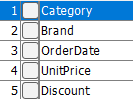 1 Category
2 Brand
3 OrderDate
4 UnitPrice
5 Discount